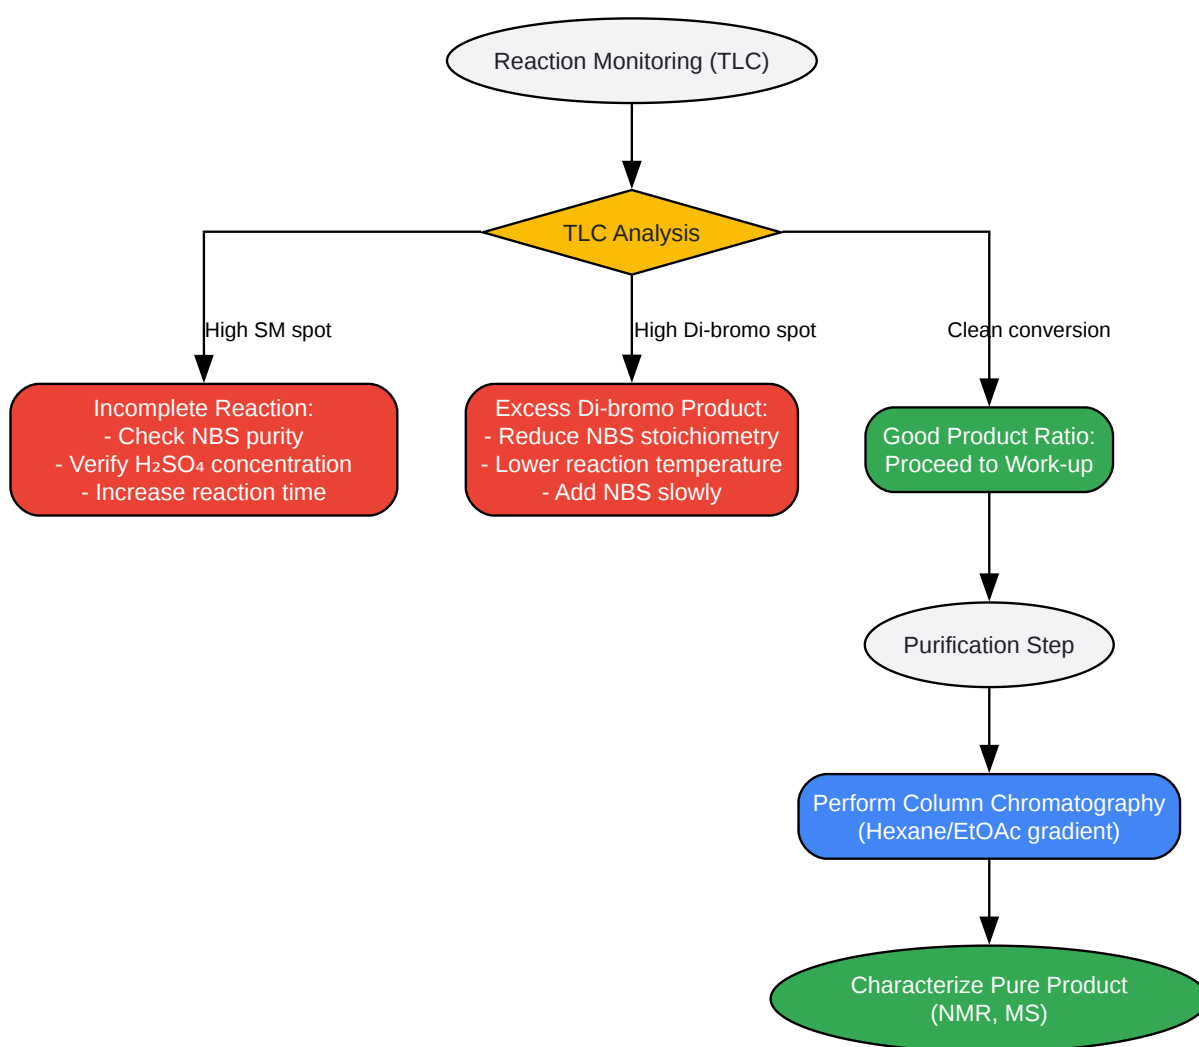 Reaction Monitoring (TLC)
TLC Analysis
High SM spot
High Di-bromo spot
Clean conversion
Incomplete Reaction:
- Check NBS purity
- Verify H₂SO₄ concentration
- Increase reaction time
Excess Di-bromo Product:
- Reduce NBS stoichiometry
- Lower reaction temperature
- Add NBS slowly
Good Product Ratio:
Proceed to Work-up
Purification Step
Perform Column Chromatography
(Hexane/EtOAc gradient)
Characterize Pure Product
(NMR, MS)